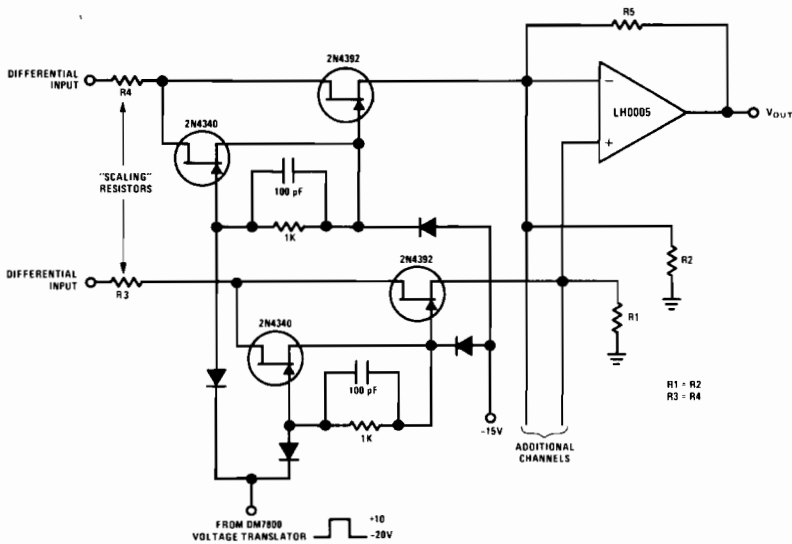 R5
2N4392
DIFFERENTIAL
INPUT
R4
LH0005
−
+
VOUT
2N4340
"SCALING"
RESISTORS
100 pF
1K
2N4392
R2
DIFFERENTIAL
INPUT
R3
2N4340
R1
100 pF
1K
−15V
R1 = R2
R3 = R4
ADDITIONAL
CHANNELS
FROM DM7800
VOLTAGE TRANSLATOR
+10
−20V